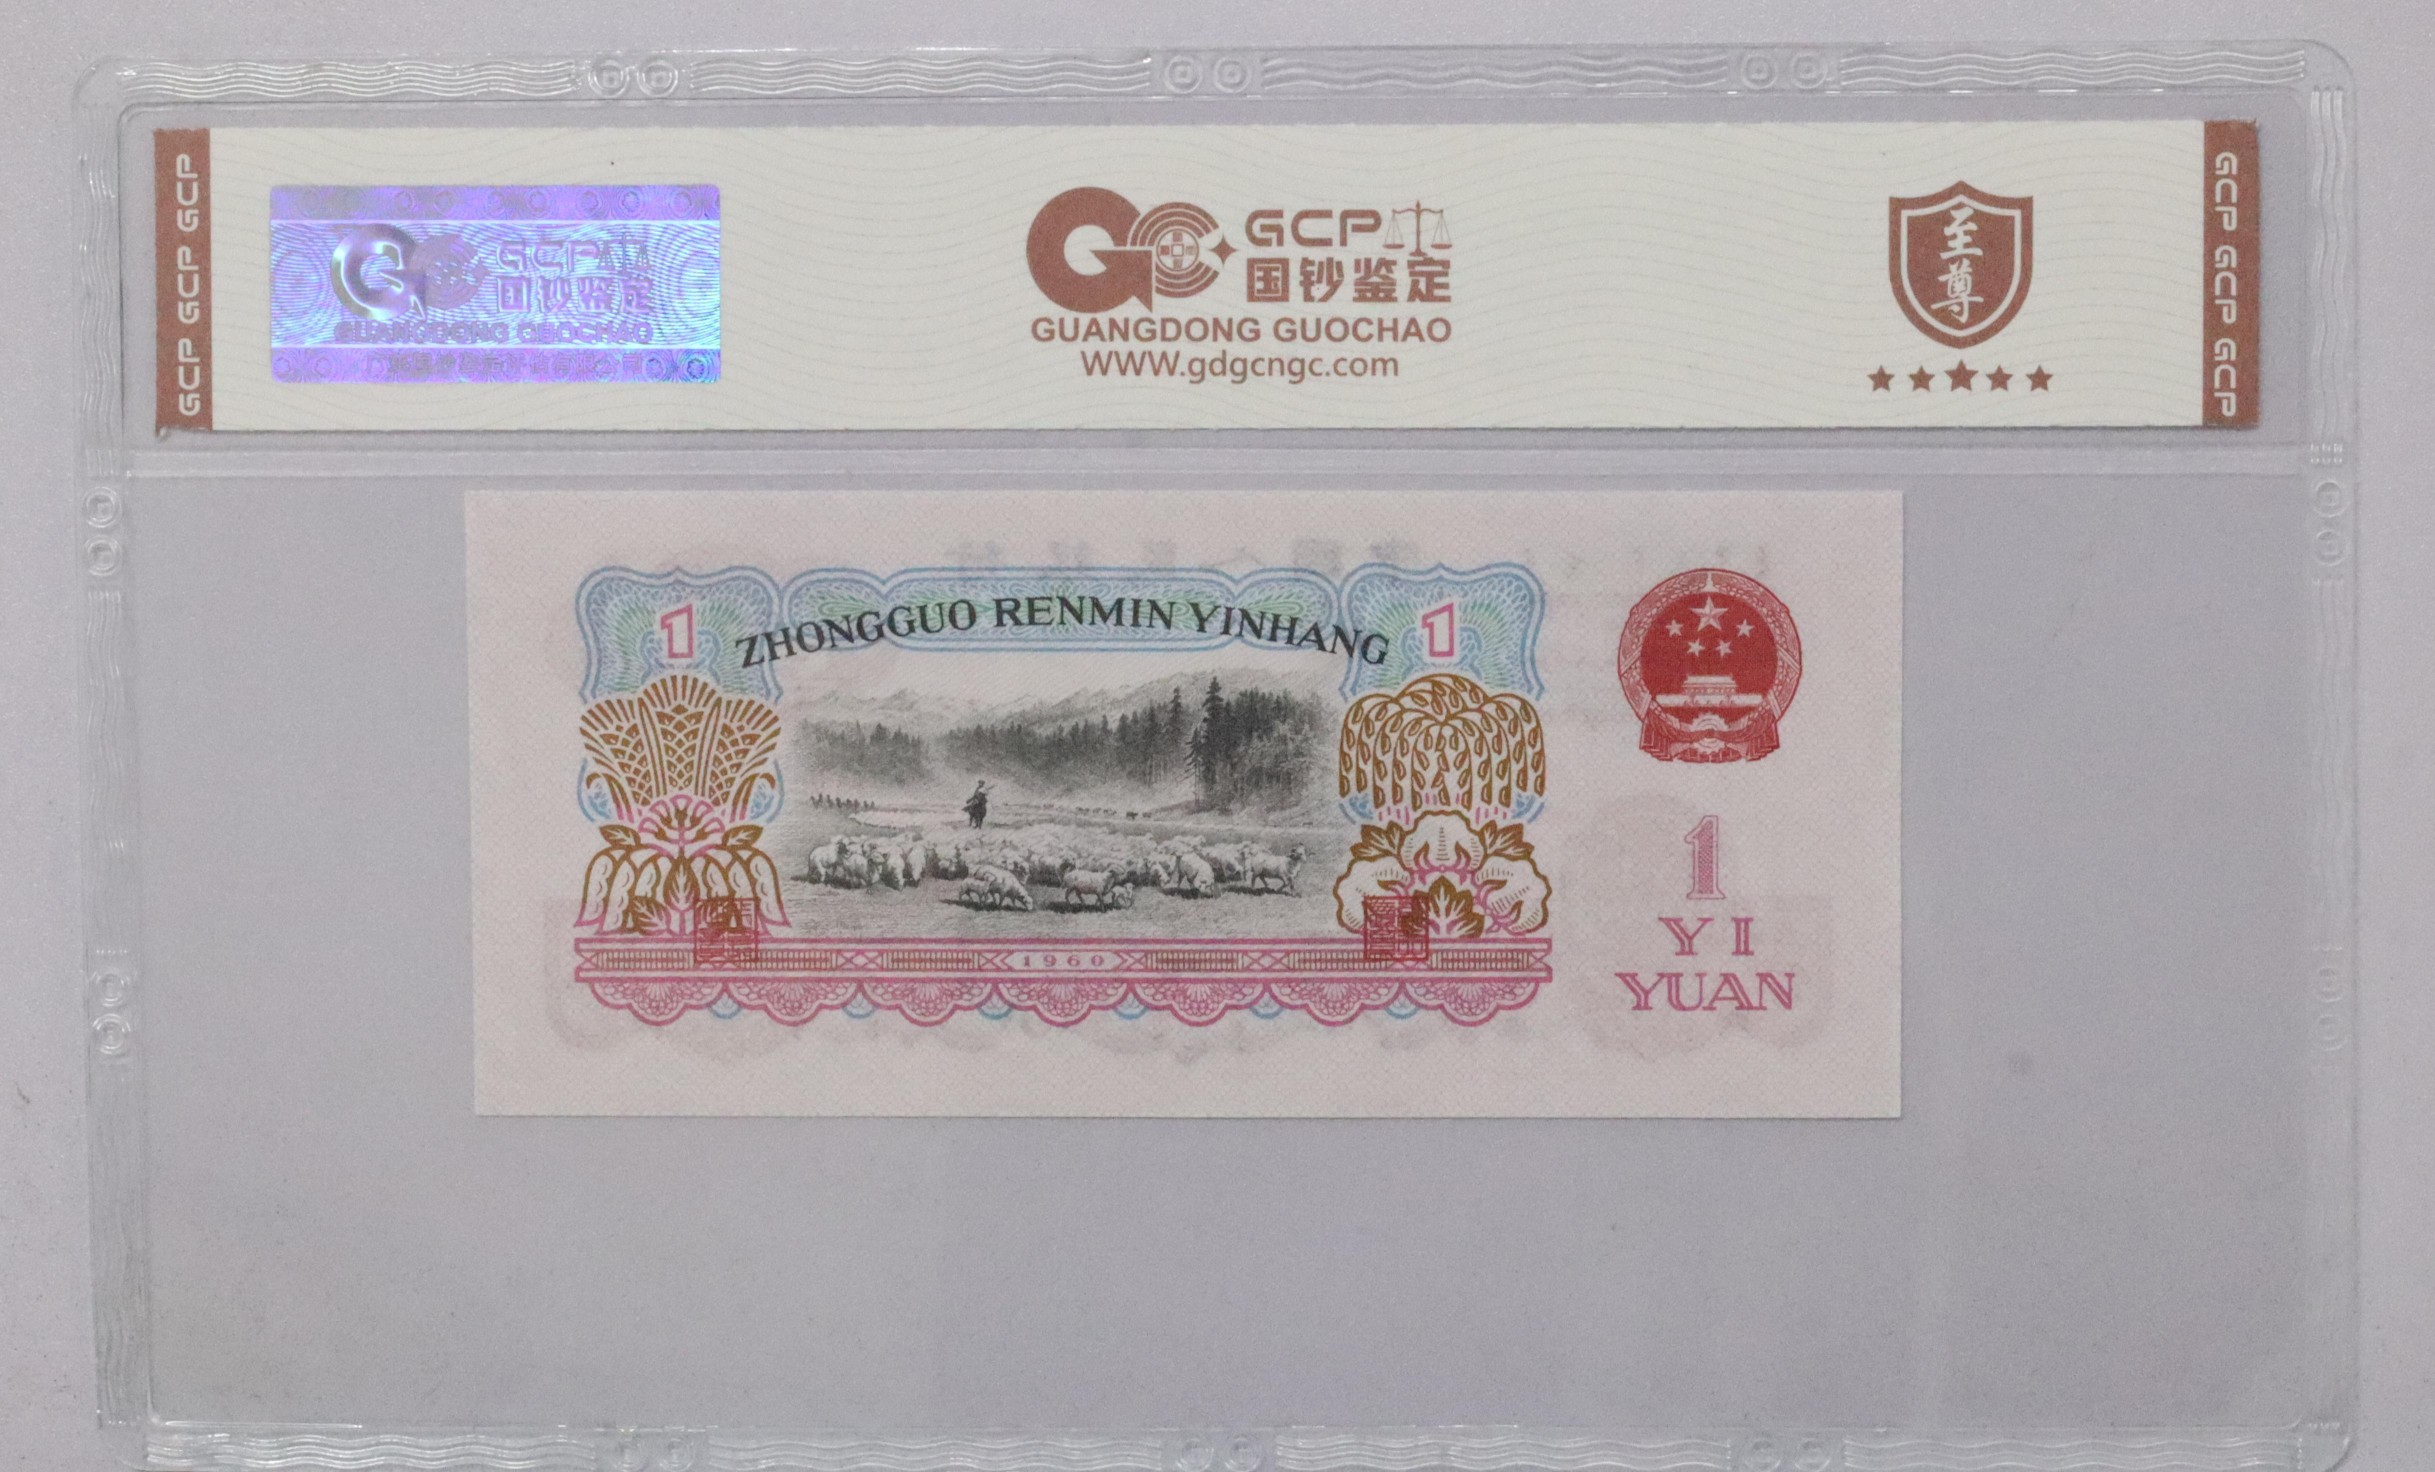 GCP GCP GCP
GCP
国钞鉴定
GUANGDONG GUOCHAO
GCP
国钞鉴定
GUANGDONG GUOCHAO
WWW.gdgcngc.com
至尊
GCP GCP GCP
1
ZHONGGUO RENMIN YINHANG
1
1960
1
YI
YUAN